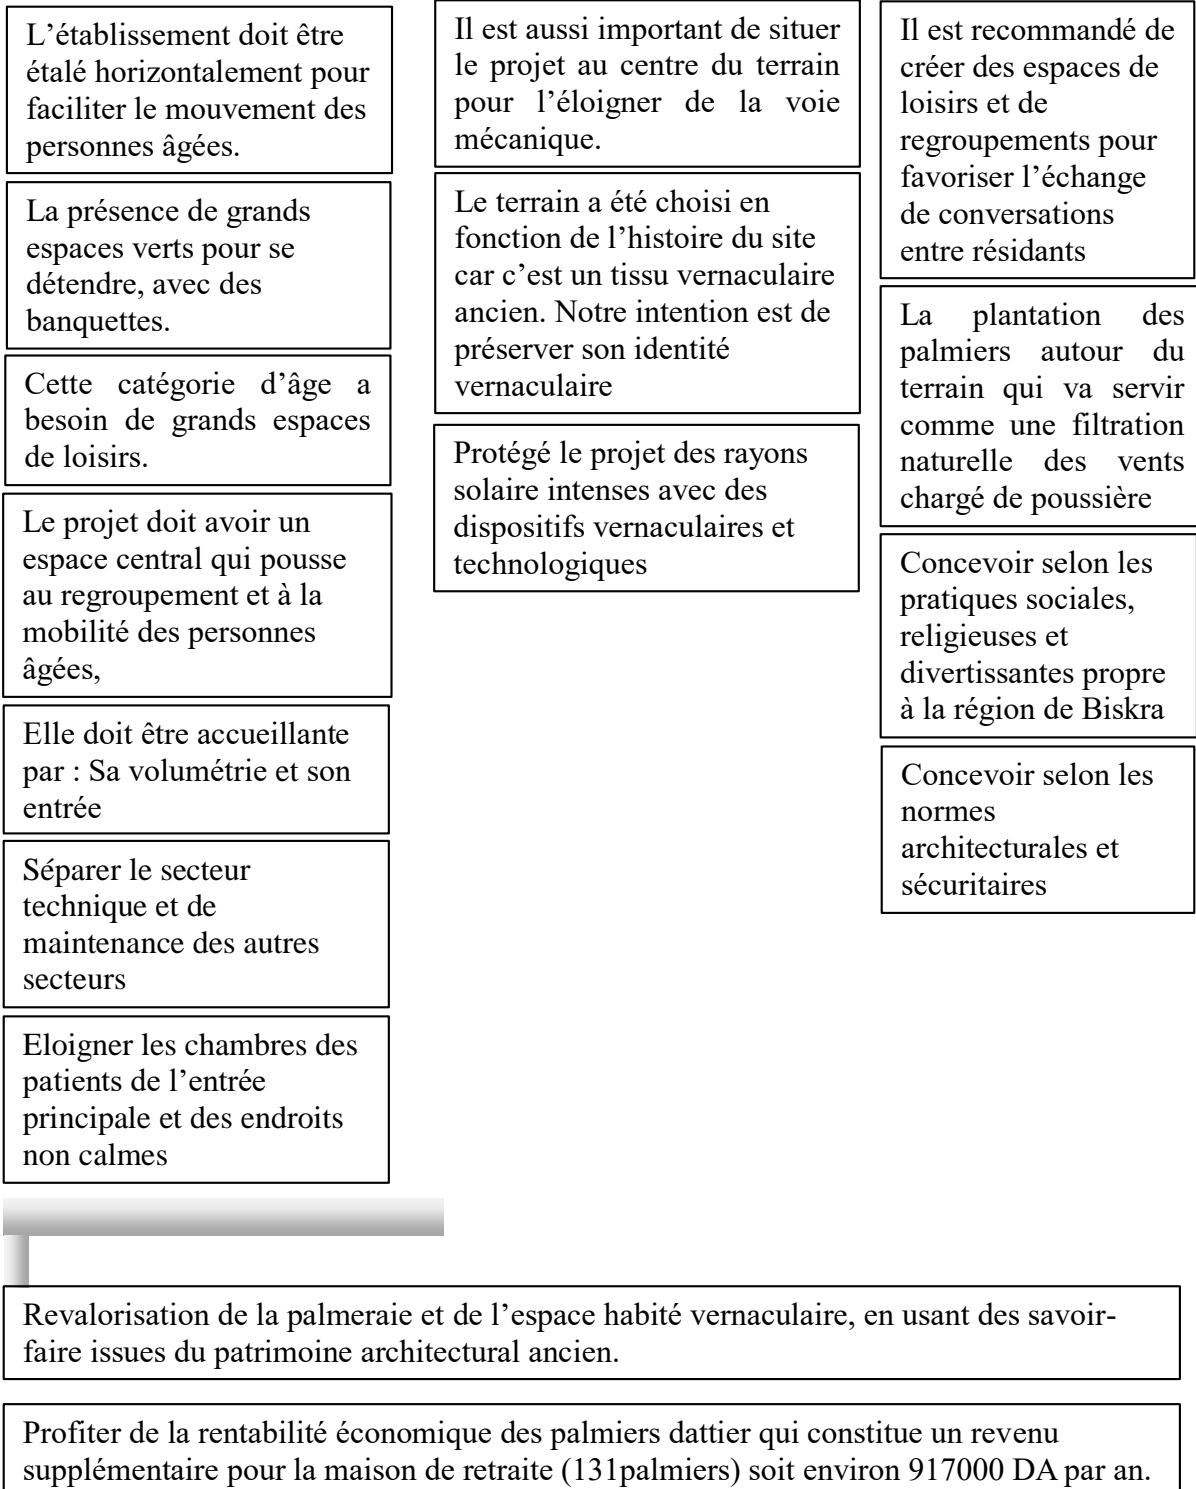 L’établissement doit être
étalé horizontalement pour
faciliter le mouvement des
personnes âgées.
La présence de grands
espaces verts pour se
détendre, avec des
banquettes.
Cette catégorie d’âge a
besoin de grands espaces
de loisirs.
Le projet doit avoir un
espace central qui pousse
au regroupement et à la
mobilité des personnes
âgées,
Elle doit être accueillante
par : Sa volumétrie et son
entrée
Séparer le secteur
technique et de
maintenance des autres
secteurs
Eloigner les chambres des
patients de l’entrée
principale et des endroits
non calmes
Il est aussi important de situer
le projet au centre du terrain
pour l’éloigner de la voie
mécanique.
Le terrain a été choisi en
fonction de l’histoire du site
car c’est un tissu vernaculaire
ancien. Notre intention est de
préserver son identité
vernaculaire
Protégé le projet des rayons
solaire intenses avec des
dispositifs vernaculaires et
technologiques
Il est recommandé de
créer des espaces de
loisirs et de
regroupements pour
favoriser l’échange
de conversations
entre résidants
La plantation des
palmiers autour du
terrain qui va servir
comme une filtration
naturelle des vents
chargé de poussière
Concevoir selon les
pratiques sociales,
religieuses et
divertissantes propre
à la région de Biskra
Concevoir selon les
normes
architecturales et
sécuritaires
Revalorisation de la palmeraie et de l’espace habité vernaculaire, en usant des savoir-
faire issues du patrimoine architectural ancien.
Profiter de la rentabilité économique des palmiers dattier qui constitue un revenu
supplémentaire pour la maison de retraite (131palmiers) soit environ 917000 DA par an.